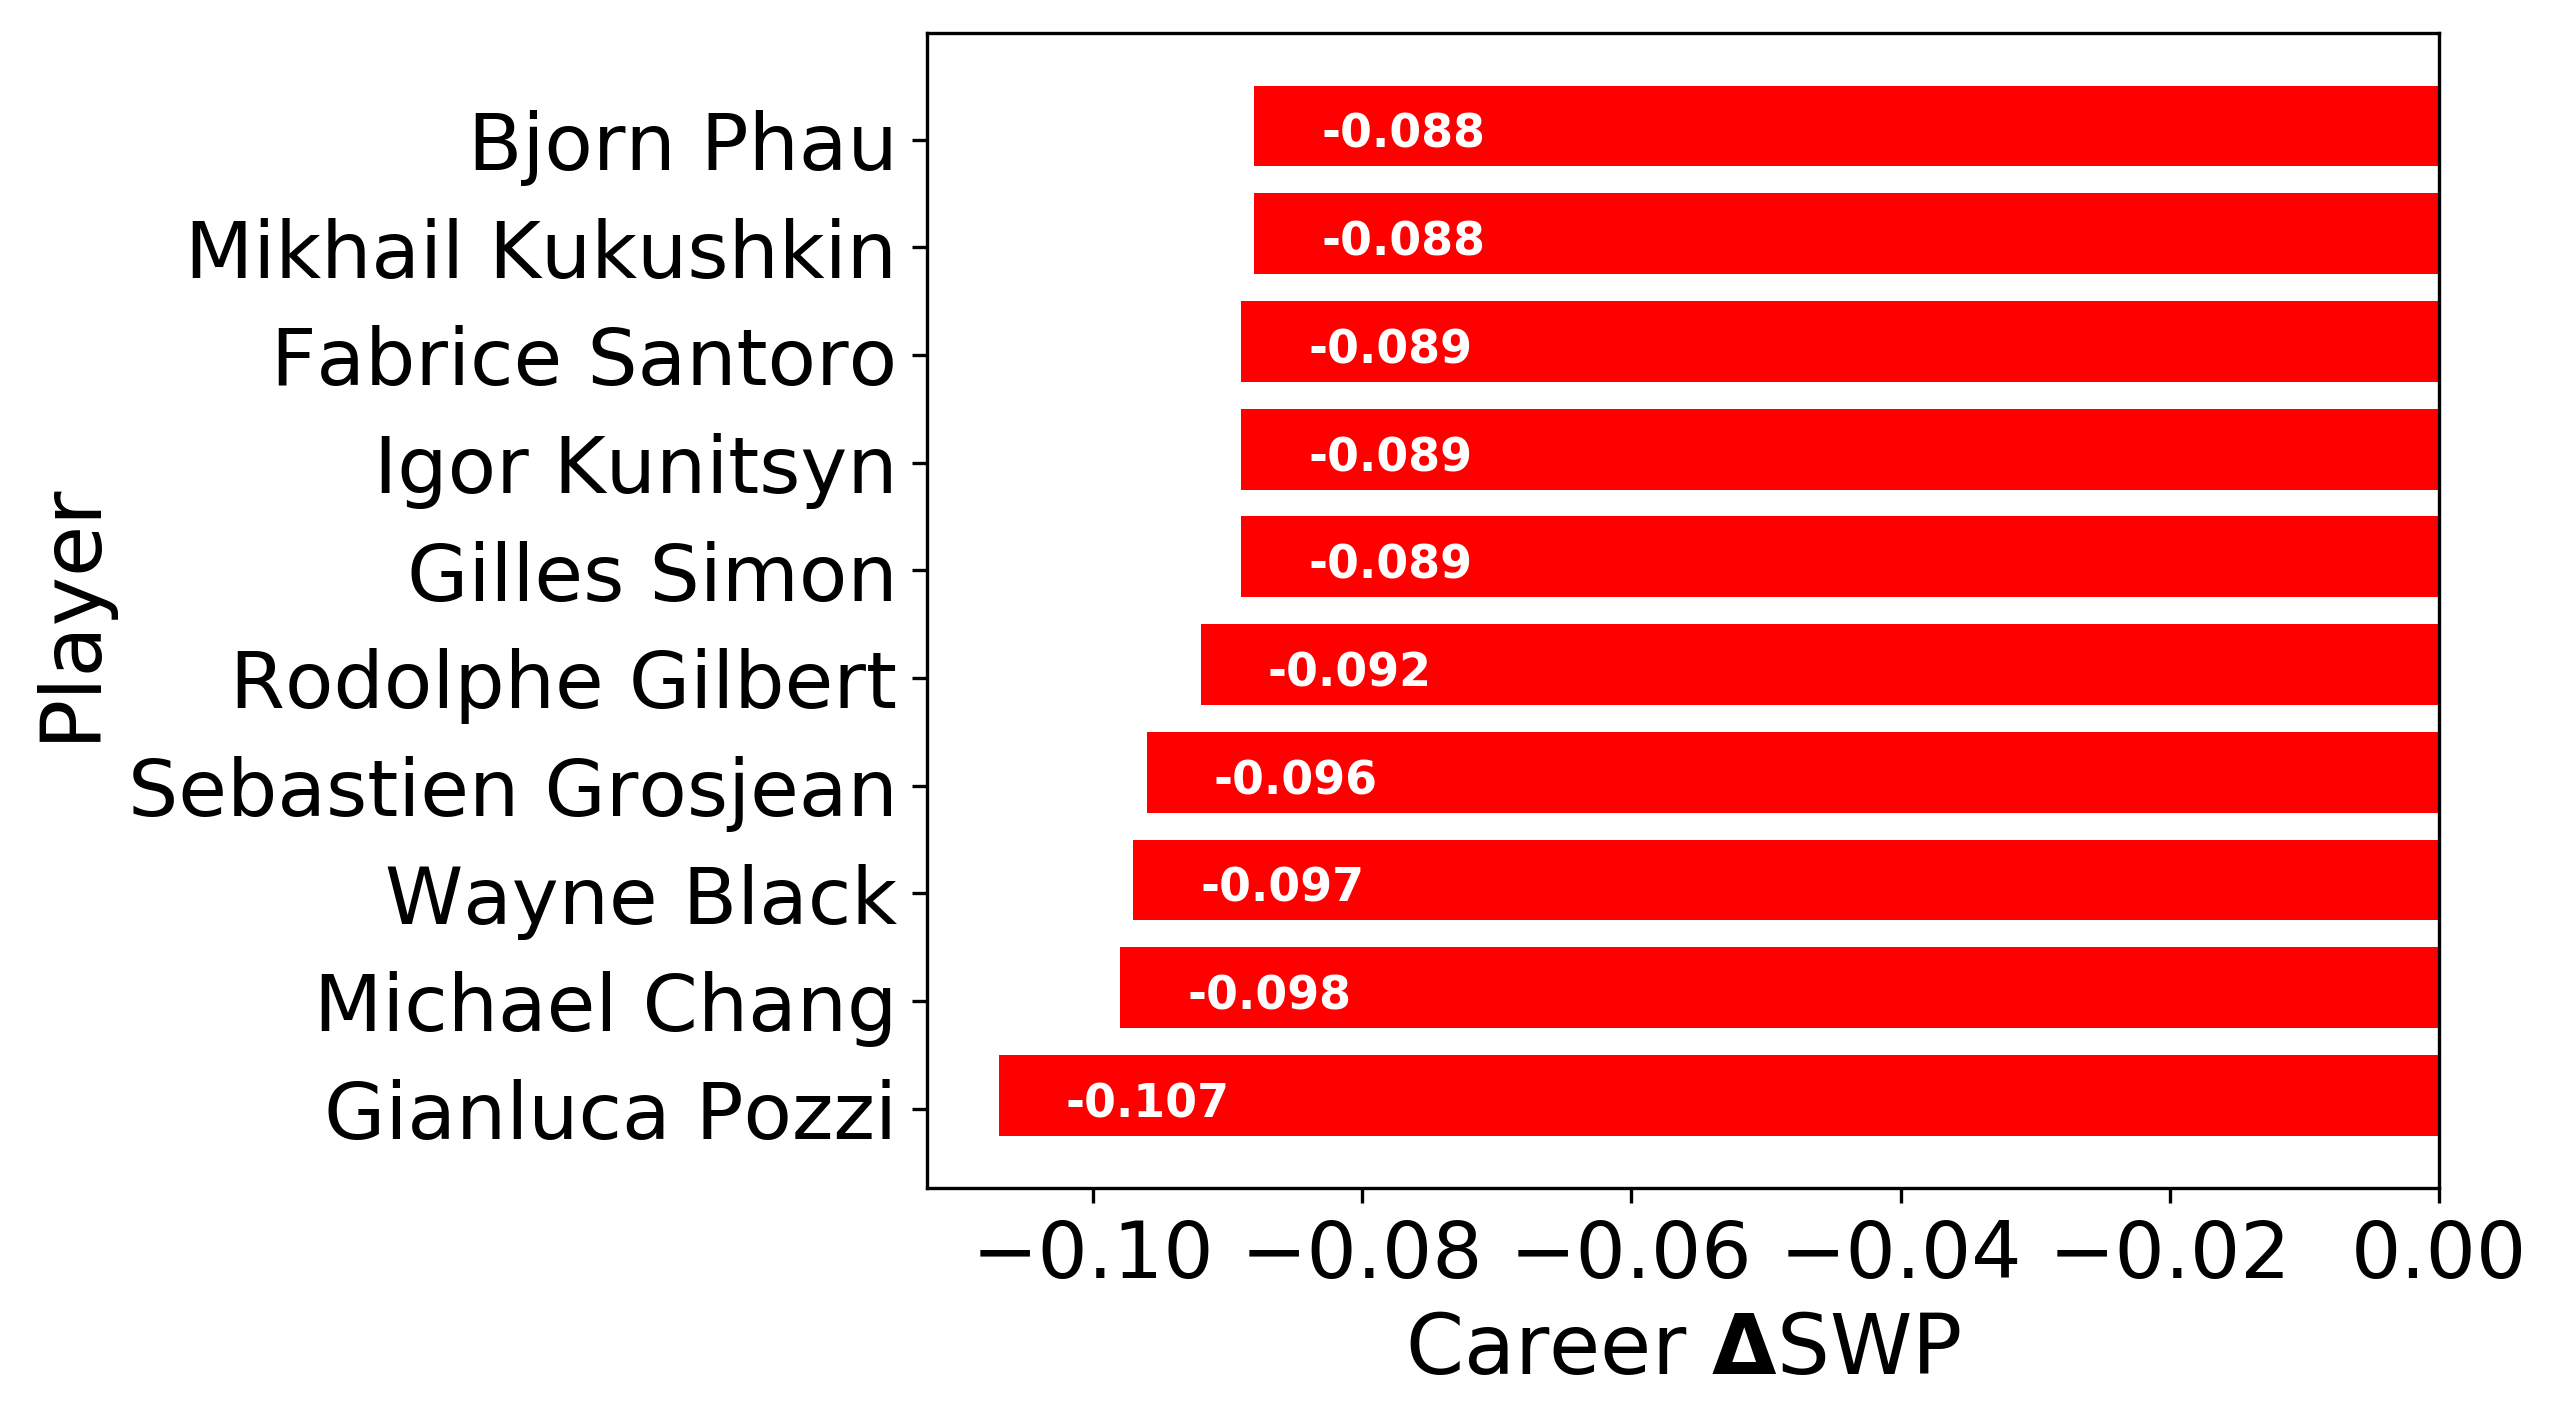 Player
Bjorn Phau
-0.088
Mikhail Kukushkin
-0.088
Fabrice Santoro
-0.089
Igor Kunitsyn
-0.089
Gilles Simon
-0.089
Rodolphe Gilbert
-0.092
Sebastien Grosjean
-0.096
Wayne Black
-0.097
Michael Chang
-0.098
Gianluca Pozzi
-0.107
−0.10 −0.08 −0.06 −0.04 −0.02 0.00
Career ΔSWP